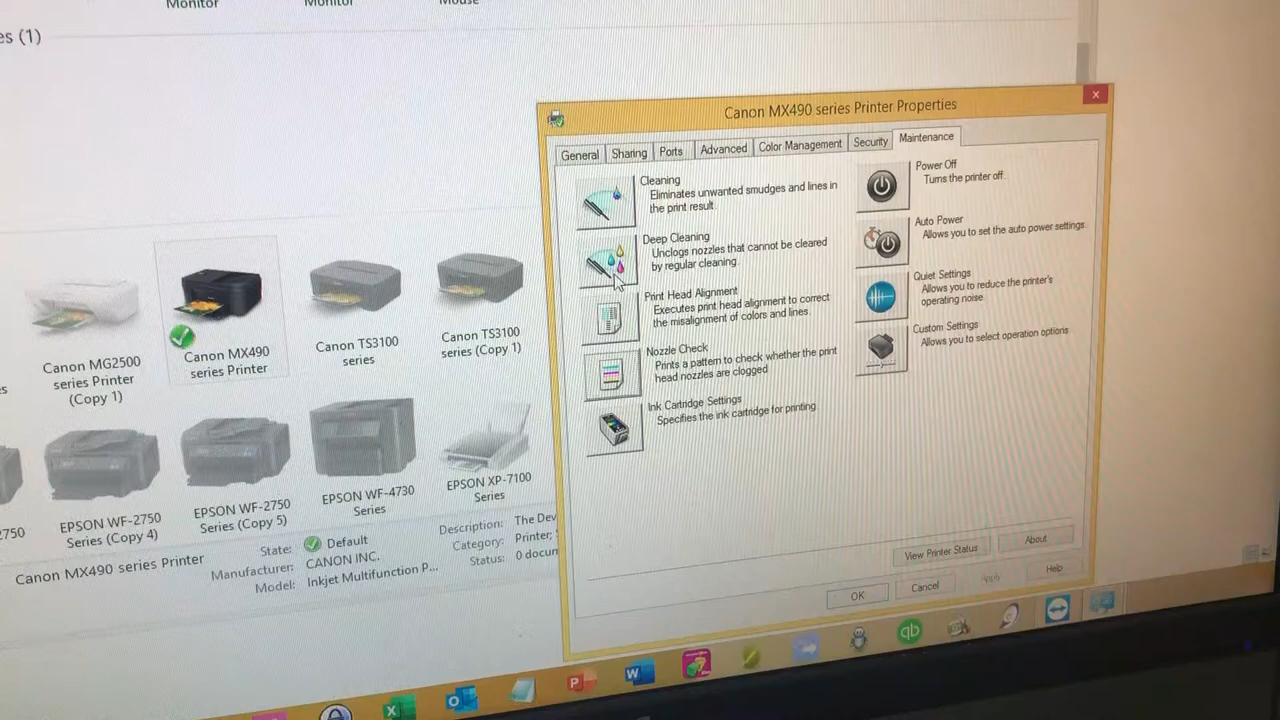 Monitor
Monitor
Mouse
es (1)
Canon MX490 series Printer Properties
x
General
Sharing
Ports
Advanced
Color Management
Security
Maintenance
Cleaning
Eliminates unwanted smudges and lines in
the print result.
Deep Cleaning
Unclogs nozzles that cannot be cleared
by regular cleaning.
Print Head Alignment
Executes print head alignment to correct
the misalignment of colors and lines.
Nozzle Check
Prints a pattern to check whether the print
head nozzles are clogged
Ink Cartridge Settings
Specifies the ink cartridge for printing
Power Off
Turns the printer off.
Auto Power
Allows you to set the auto power settings.
Quiet Settings
Allows you to reduce the printer's
operating noise
Custom Settings
Allows you to select operation options
View Printer Status
About
OK
Cancel
Apply
Help
s
Canon MG2500
series Printer
(Copy 1)
Canon MX490
series Printer
Canon TS3100
series
Canon TS3100
series (Copy 1)
2750
EPSON WF-2750
Series (Copy 4)
EPSON WF-2750
Series (Copy 5)
EPSON WF-4730
Series
EPSON XP-7100
Series
Canon MX490 series Printer
State: Default
Manufacturer: CANON INC.
Model: Inkjet Multifunction P...
Description: The Dev
Category: Printer;
Status: 0 docum
X
O
P
W
qb